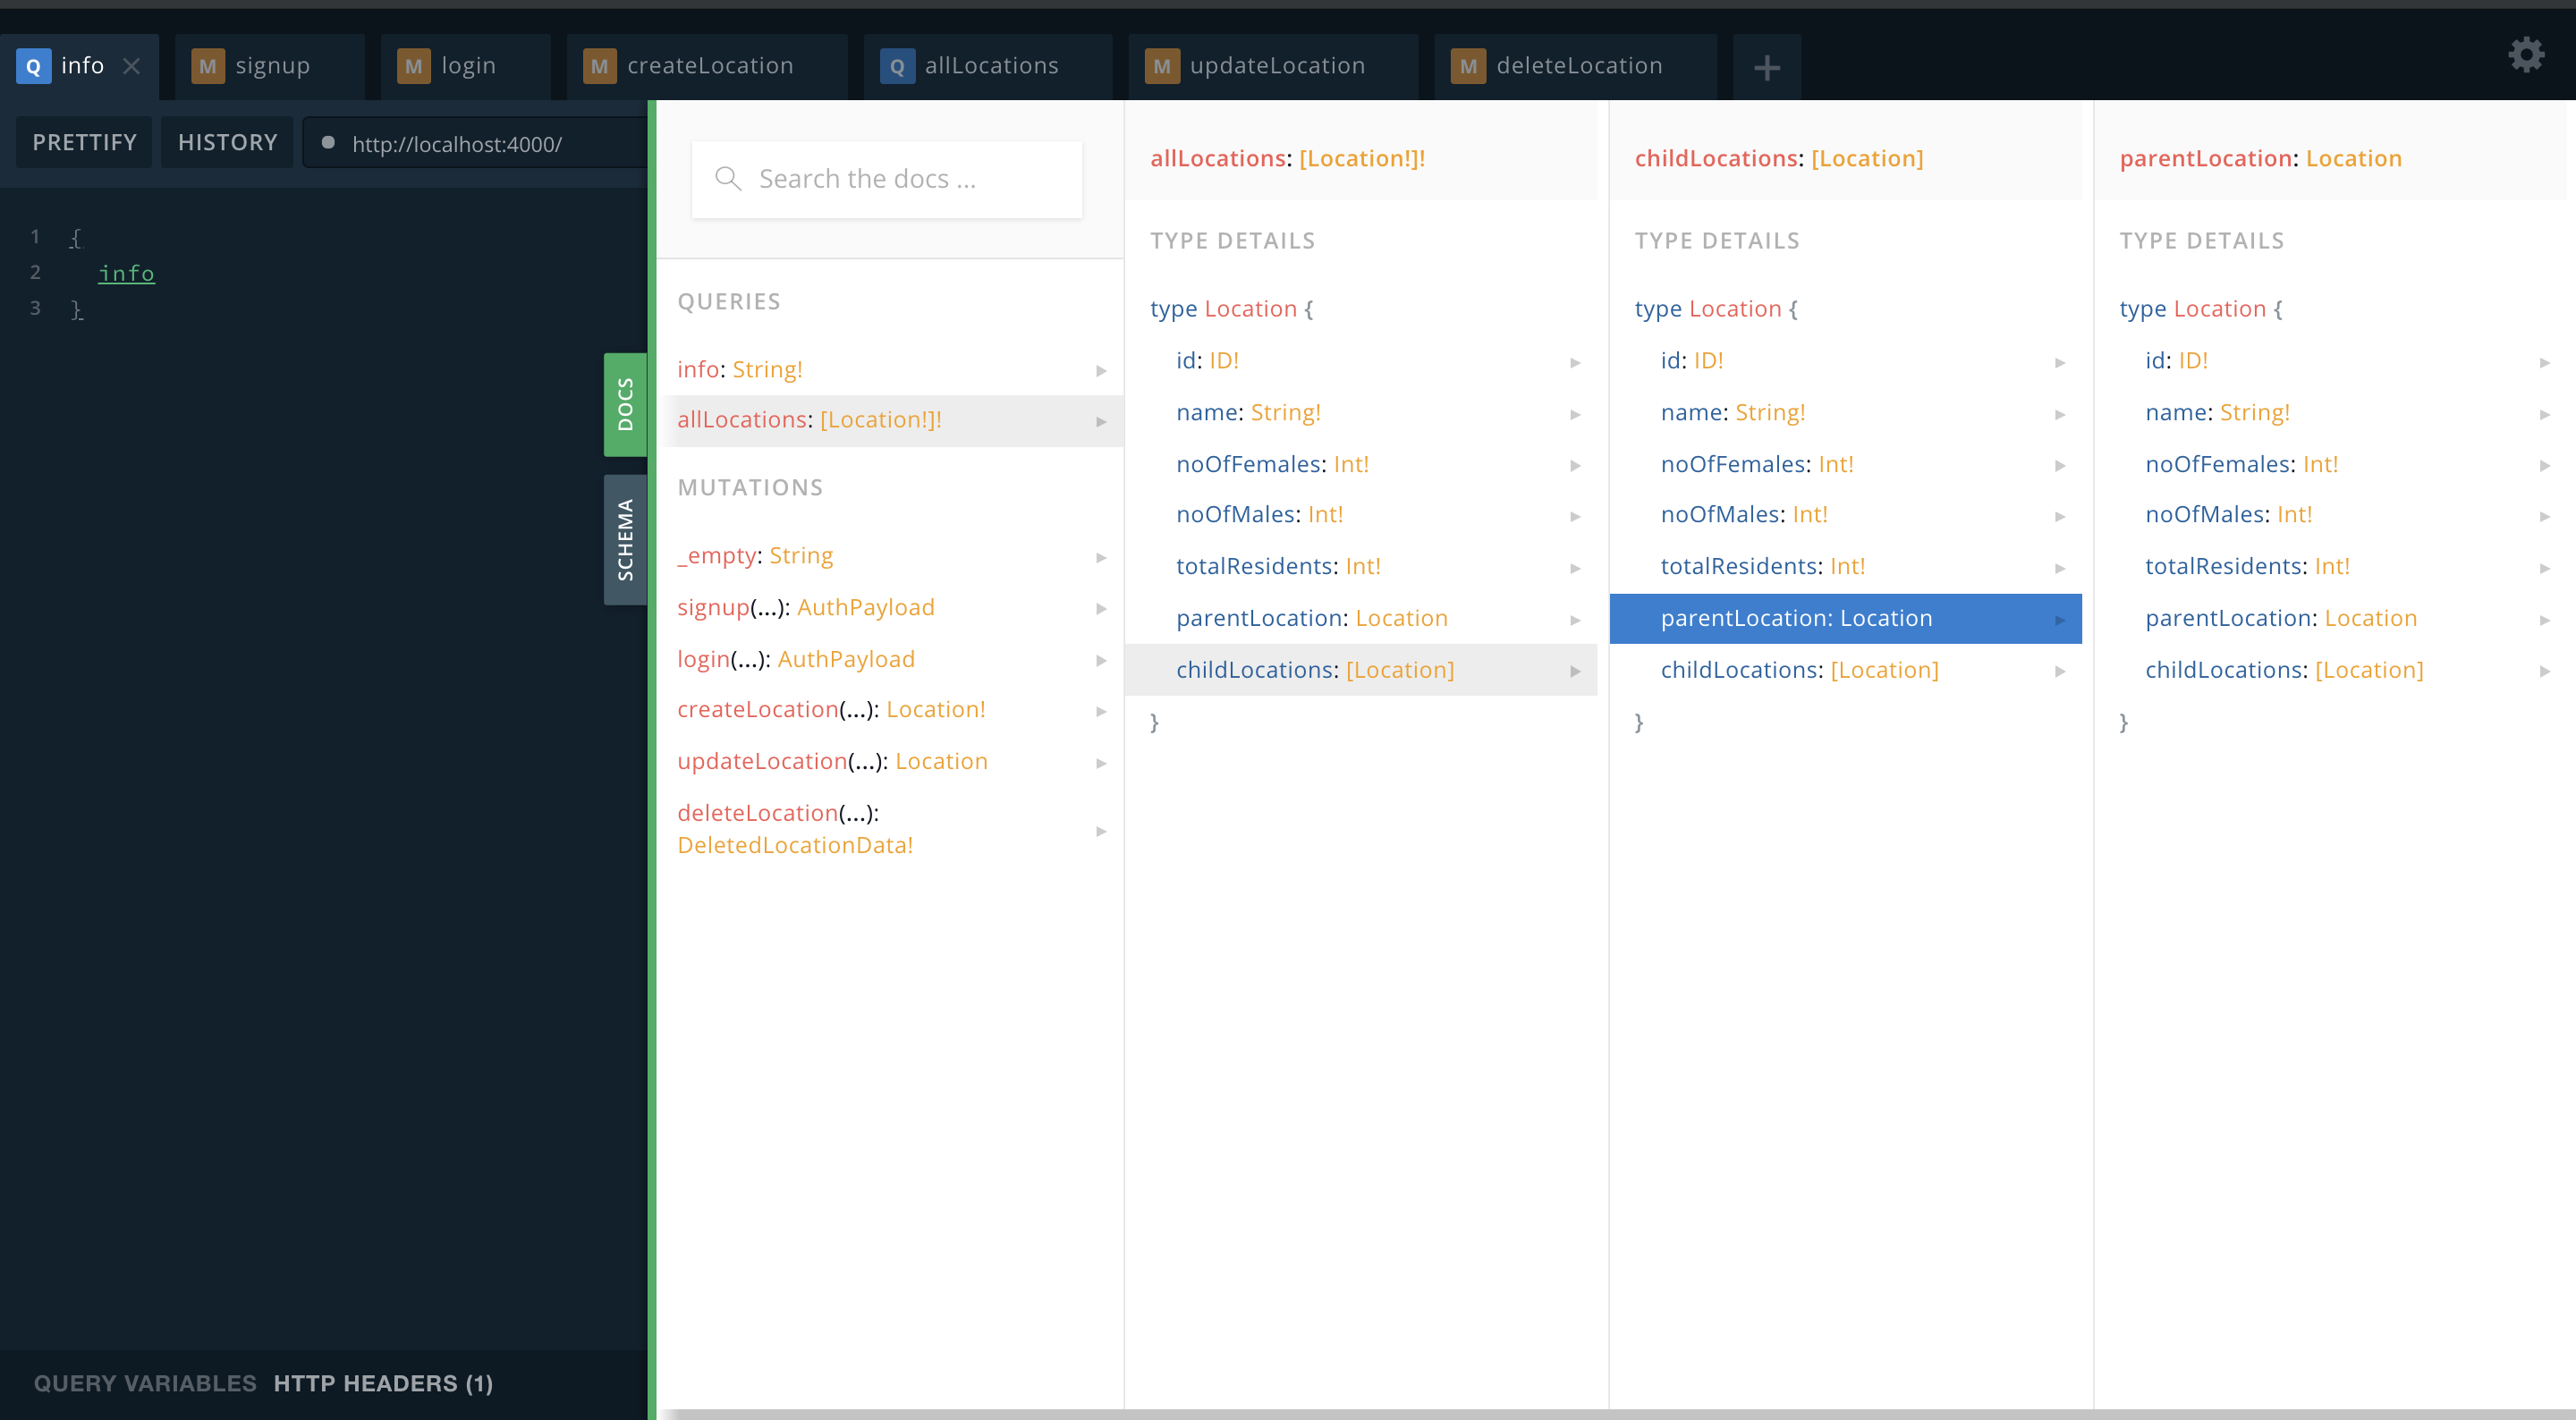 Q info
M signup
M login
M createLocation
Q allLocations
M updateLocation
M deleteLocation
+
PRETTIFY
HISTORY
http://localhost:4000/
1 {
2 info
3 }
DOCS
SCHEMA
QUERY VARIABLES
HTTP HEADERS (1)
Search the docs ...
QUERIES
info: String!
allLocations: [Location!]!
MUTATIONS
_empty: String
signup(...): AuthPayload
login(...): AuthPayload
createLocation(...): Location!
updateLocation(...): Location
deleteLocation(...):
DeletedLocationData!
allLocations: [Location!]!
TYPE DETAILS
type Location {
id: ID!
name: String!
noOfFemales: Int!
noOfMales: Int!
totalResidents: Int!
parentLocation: Location
childLocations: [Location]
}
childLocations: [Location]
TYPE DETAILS
type Location {
id: ID!
name: String!
noOfFemales: Int!
noOfMales: Int!
totalResidents: Int!
parentLocation: Location
childLocations: [Location]
}
parentLocation: Location
TYPE DETAILS
type Location {
id: ID!
name: String!
noOfFemales: Int!
noOfMales: Int!
totalResidents: Int!
parentLocation: Location
childLocations: [Location]
}